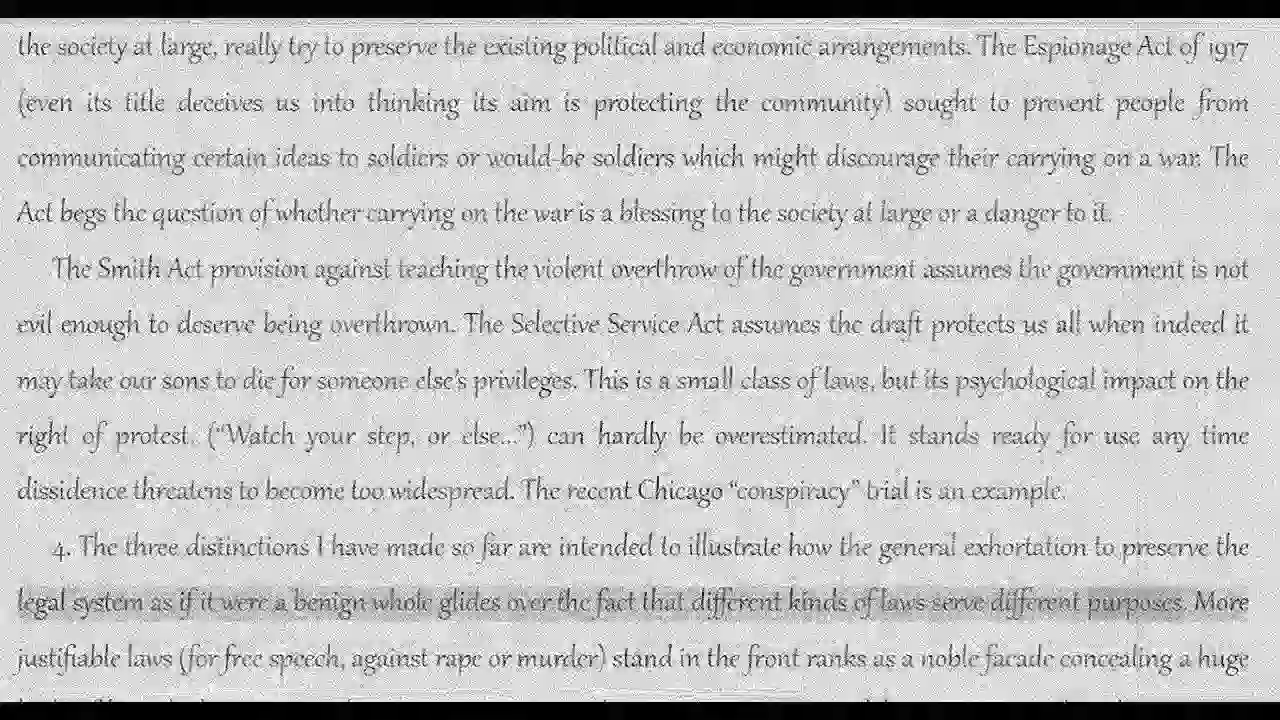 the society at large, really try to preserve the existing political and economic arrangements. The Espionage Act of 1917
(even its title deceives us into thinking its aim is protecting the community) sought to prevent people from
communicating certain ideas to soldiers or would-be soldiers which might discourage their carrying on a war. The
Act begs the question of whether carrying on the war is a blessing to the society at large or a danger to it.
The Smith Act provision against teaching the violent overthrow of the government assumes the government is not
evil enough to deserve being overthrown. The Selective Service Act assumes the draft protects us all when indeed it
may take our sons to die for someone else's privileges. This is a small class of laws, but its psychological impact on the
right of protest. (“Watch your step, or else...”) can hardly be overestimated. It stands ready for use any time
dissidence threatens to become too widespread. The recent Chicago “conspiracy” trial is an example.
4. The three distinctions I have made so far are intended to illustrate how the general exhortation to preserve the
legal system as if it were a benign whole glides over the fact that different kinds of laws serve different purposes. More
justifiable laws (for free speech, against rape or murder) stand in the front ranks as a noble facade concealing a huge